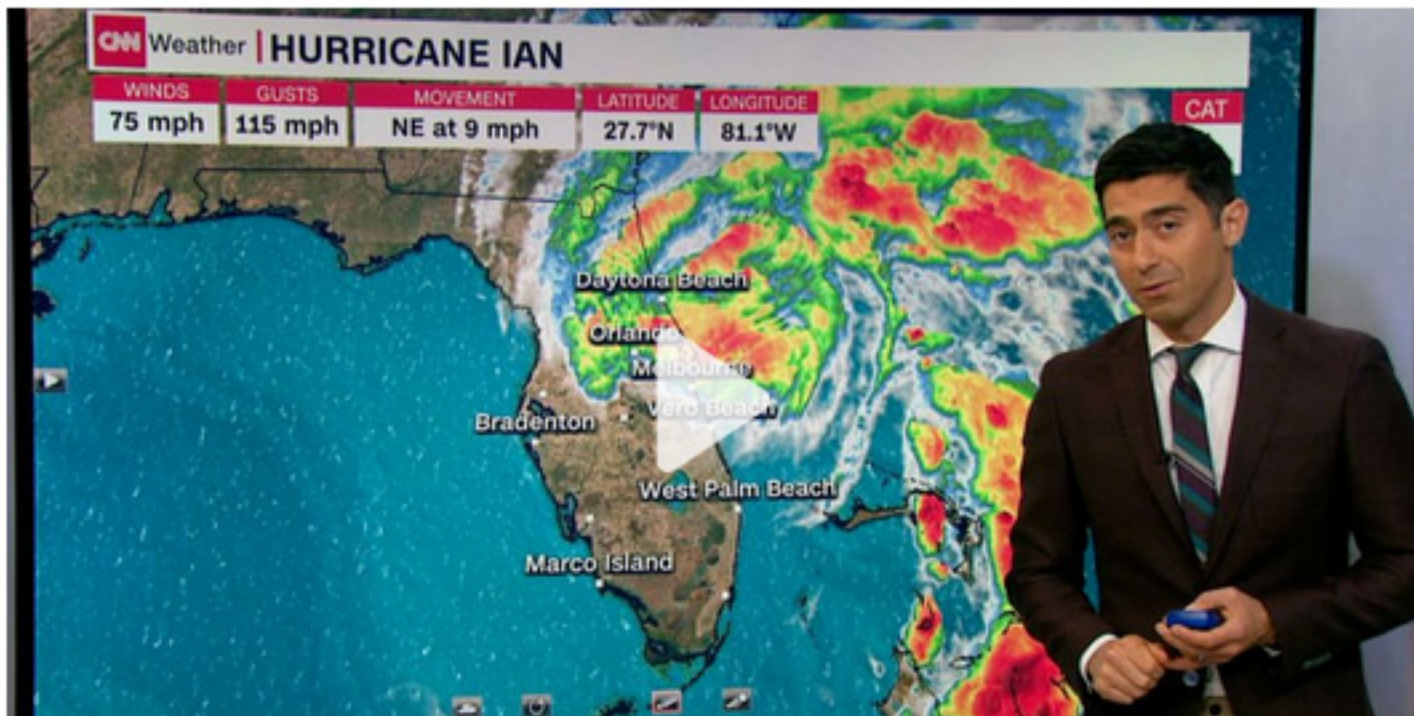 CNN Weather HURRICANE IAN
WINDS GUSTS MOVEMENT LATITUDE LONGITUDE CAT
75 mph 115 mph NE at 9 mph 27.7°N 81.1°W
Daytona Beach
Orlando
Melbourne
Vero Beach
Bradenton
West Palm Beach
Marco Island